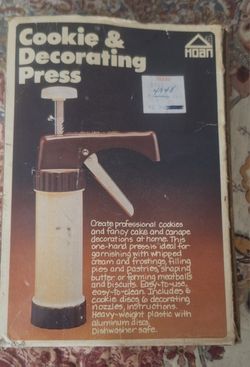 Cookie &
Decorating
Press
HOAN
Create professional cookies
and fancy cake and canape
decorations at home. This
one-hand press is ideal for
garnishing with whipped
cream and frosting, filling
pies and pastries, shaping
butter or forming meatballs
and biscuits. Easy-to-use,
easy-to-clean. Includes 6
cookie discs, 6 decorating
nozzles, instructions.
Heavy-weight plastic with
aluminum discs.
Dishwasher safe.